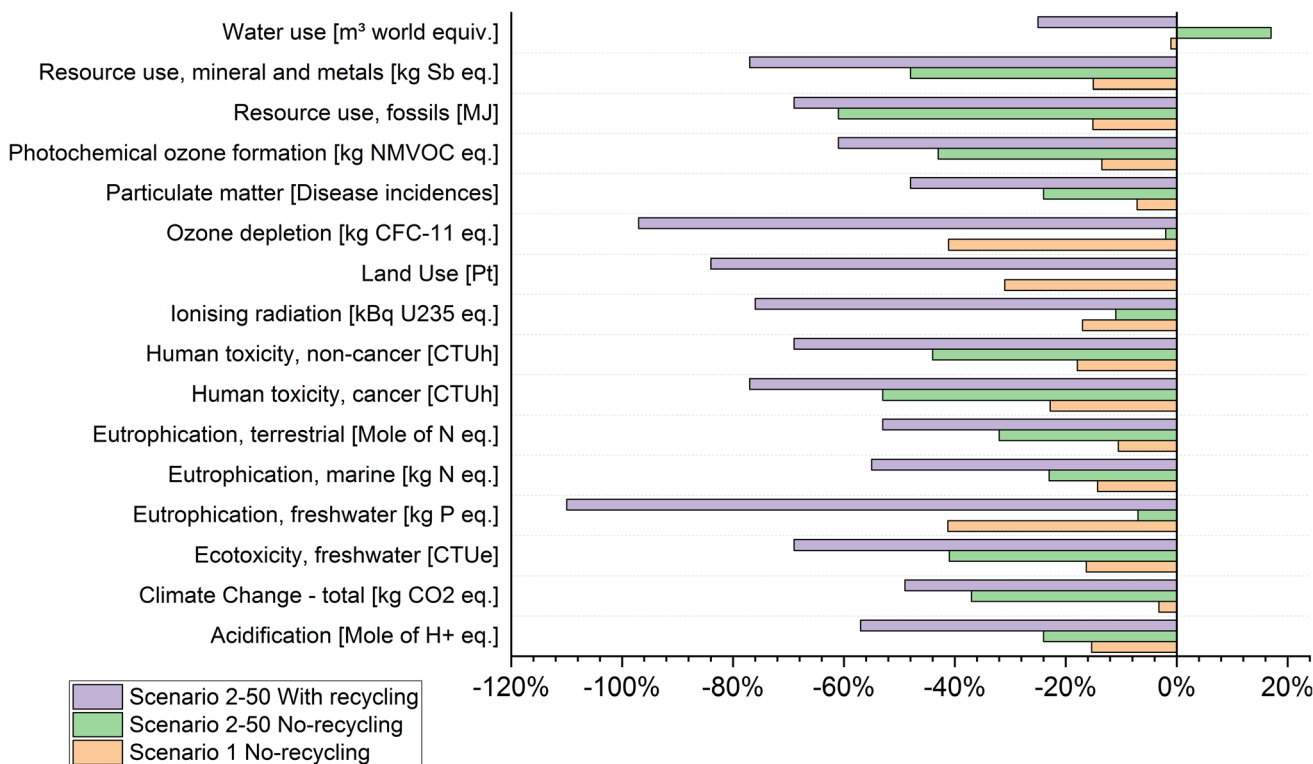 Water use [m³ world equiv.]
Resource use, mineral and metals [kg Sb eq.]
Resource use, fossils [MJ]
Photochemical ozone formation [kg NMVOC eq.]
Particulate matter [Disease incidences]
Ozone depletion [kg CFC-11 eq.]
Land Use [Pt]
Ionising radiation [kBq U235 eq.]
Human toxicity, non-cancer [CTUh]
Human toxicity, cancer [CTUh]
Eutrophication, terrestrial [Mole of N eq.]
Eutrophication, marine [kg N eq.]
Eutrophication, freshwater [kg P eq.]
Ecotoxicity, freshwater [CTUe]
Climate Change - total [kg CO2 eq.]
Acidification [Mole of H+ eq.]
-120% -100% -80% -60% -40% -20% 0% 20%
Scenario 2-50 With recycling
Scenario 2-50 No-recycling
Scenario 1 No-recycling